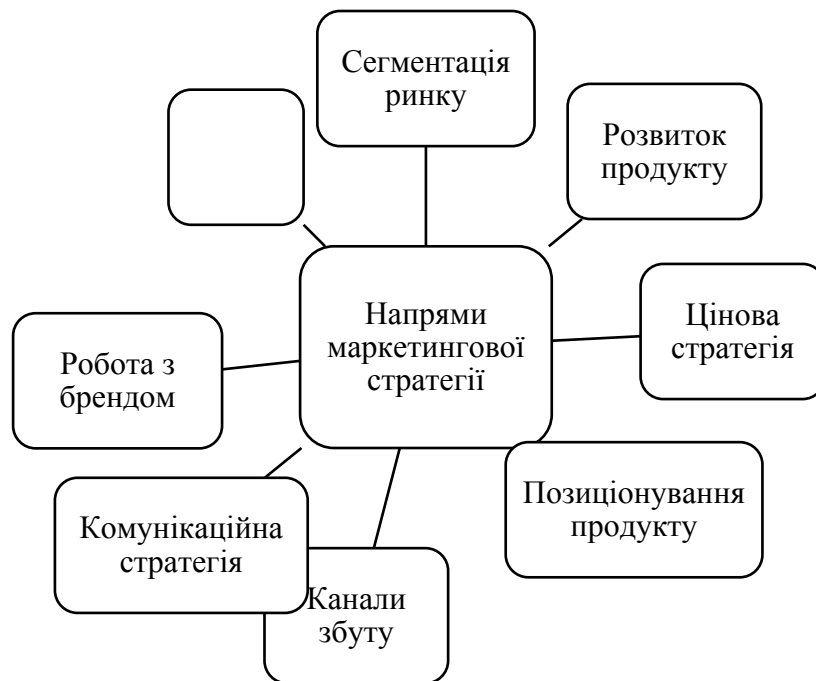 Сегментація
ринку
Розвиток
продукту
Цінова
стратегія
Напрями
маркетингової
стратегії
Робота з
брендом
Позиціонування
продукту
Комунікаційна
стратегія
Канали
збуту